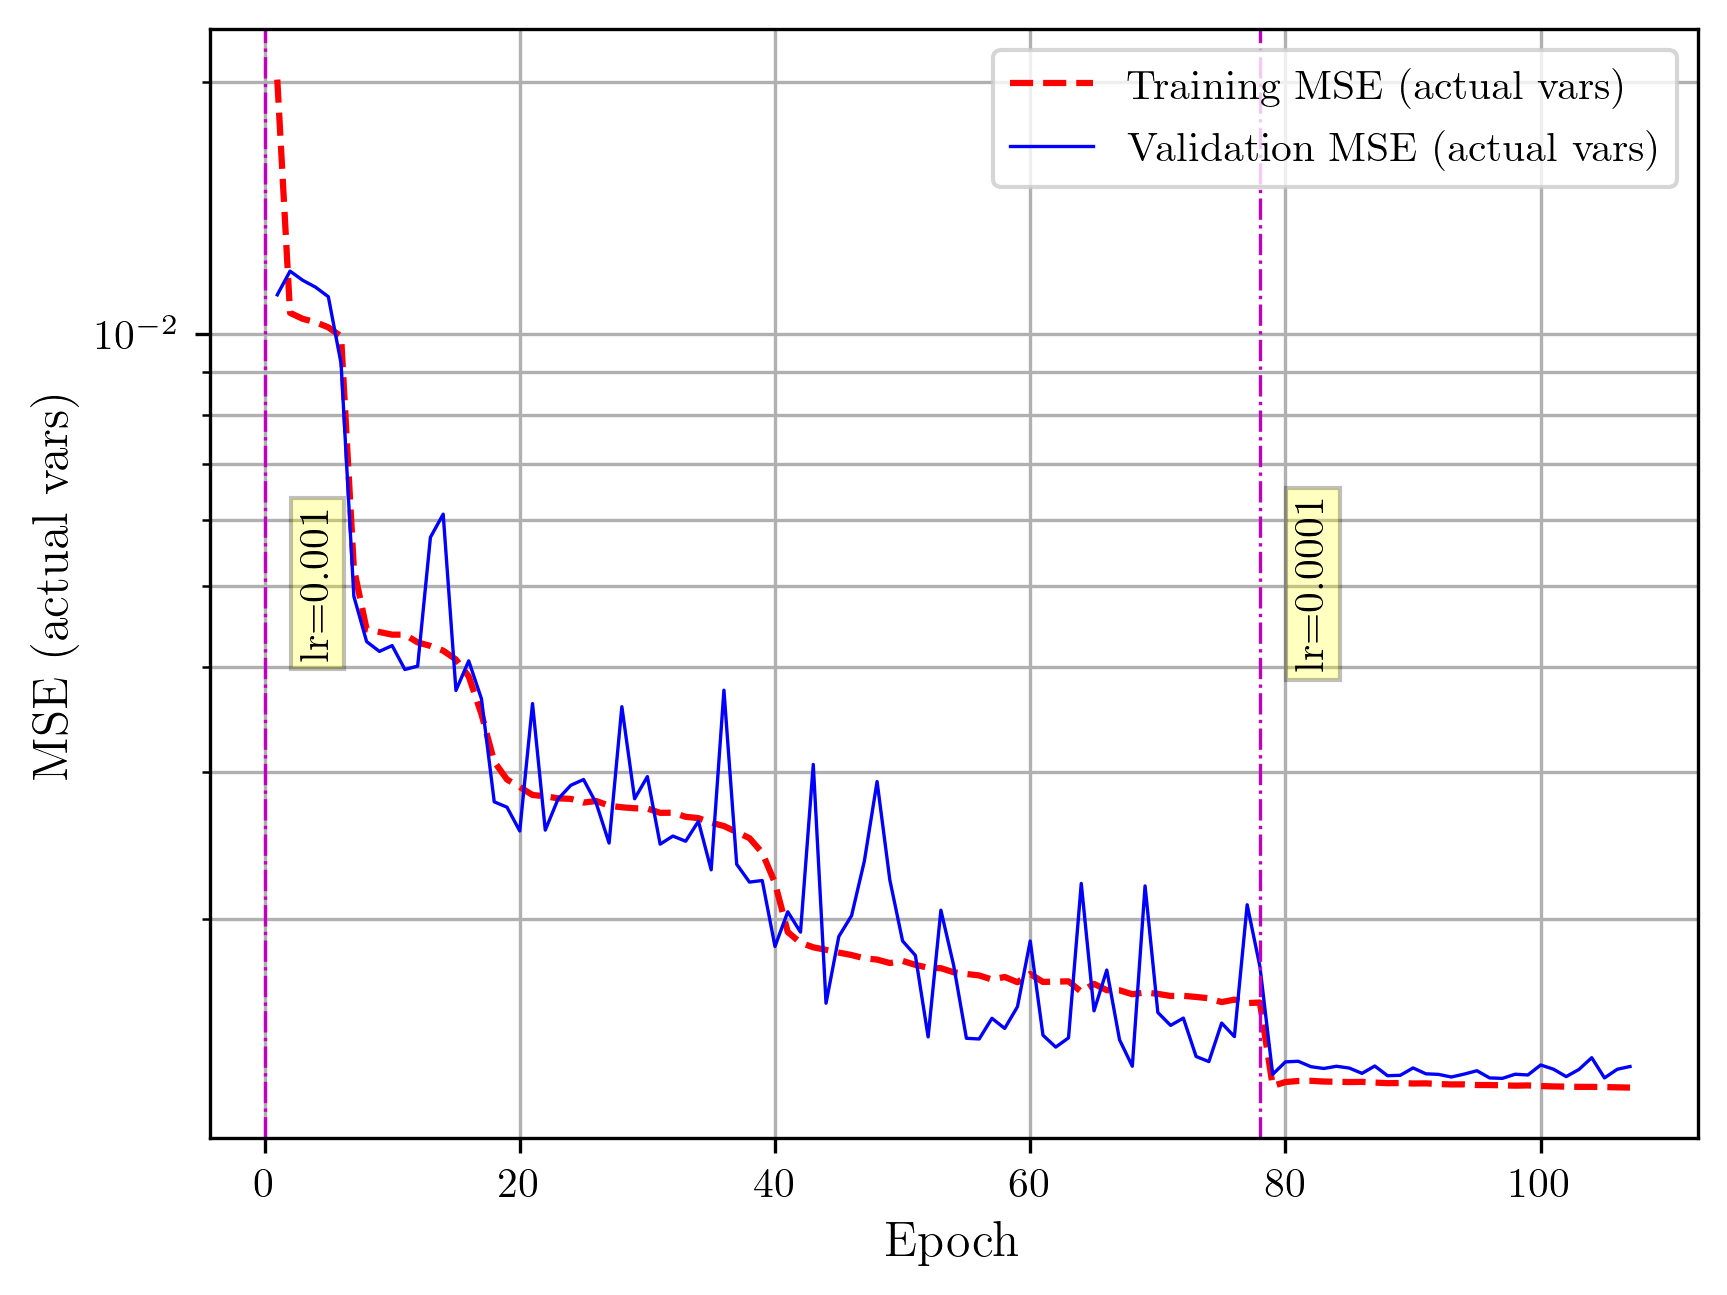 Training MSE (actual vars)
Validation MSE (actual vars)
10⁻²
MSE (actual vars)
lr=0.001
lr=0.0001
0 20 40 60 80 100
Epoch